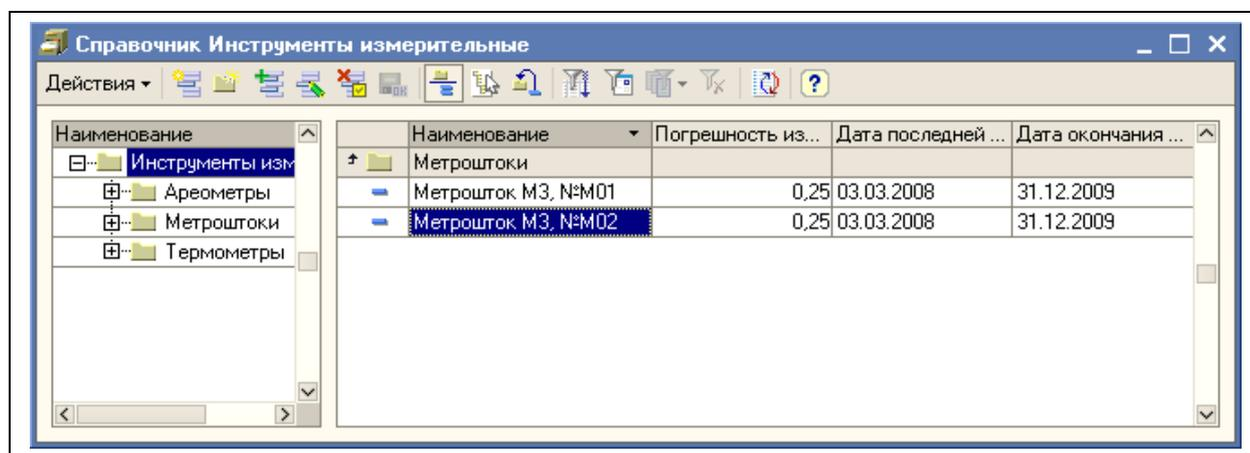 Справочник Инструменты измерительные
Действия
Наименование
Инструменты изм
Ареометры
Метроштоки
Термометры
Наименование Погрешность из... Дата последней ... Дата окончания ...
Метроштоки
Метрошток М3, №М01 0,25 03.03.2008 31.12.2009
Метрошток М3, №М02 0,25 03.03.2008 31.12.2009